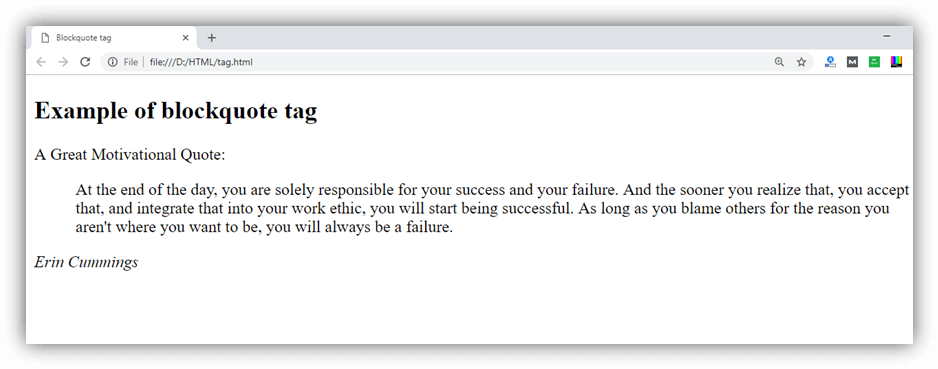 Blockquote tag
File | file:///D:/HTML/tag.html
Example of blockquote tag
A Great Motivational Quote:
At the end of the day, you are solely responsible for your success and your failure. And the sooner you realize that, you accept
that, and integrate that into your work ethic, you will start being successful. As long as you blame others for the reason you
aren't where you want to be, you will always be a failure.
Erin Cummings